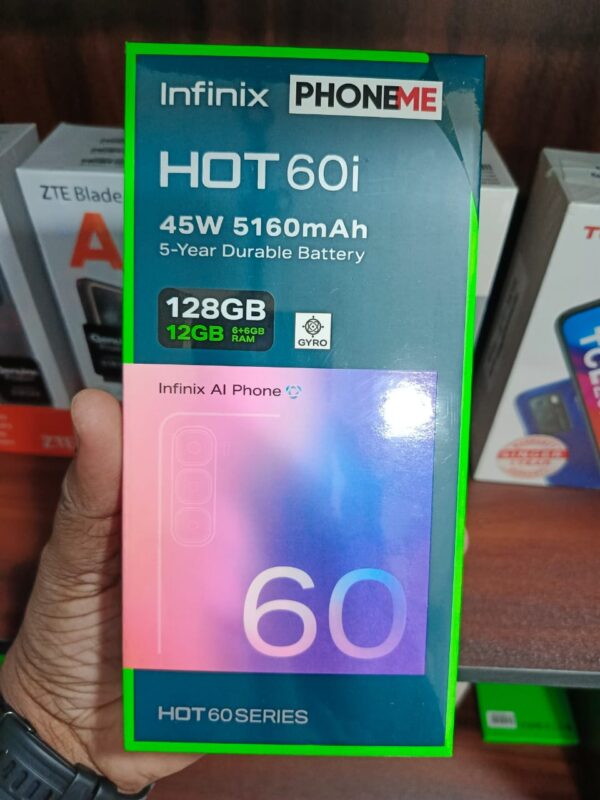 Infinix PHONEME
HOT 60i
45W 5160mAh
5-Year Durable Battery
128GB
12GB 6+6GB RAM
GYRO
Infinix AI Phone
60
HOT 60 SERIES
ZTE Blade
A
SINGER